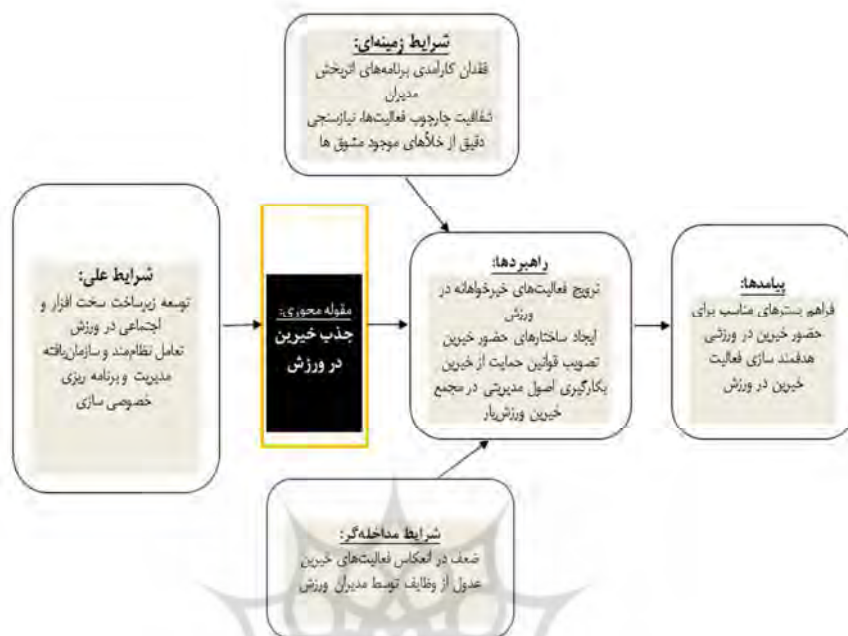 شرایط زمینه‌ای:
فقدان کارآمدی برنامه‌های اثربخش
مدیران
شفافیت چارچوب فعالیت‌ها، نیازسنجی
دقیق از خلأهای موجود مشوق ها
شرایط علی:
توسعه زیرساخت سخت افزار و
اجتماعی در ورزش
تعامل نظام‌مند و سازمان‌یافته
مدیریت و برنامه ریزی
خصوصی سازی
مقوله محوری:
جذب خیرین
در ورزش
راهبردها:
ترویج فعالیت‌های خیرخواهانه در
ورزش
ایجاد ساختارهای حضور خیرین
تصویب قوانین حمایت از خیرین
بکارگیری اصول مدیریتی در مجمع
خیرین ورزش‌یار
پیامدها:
فراهم بسترهای مناسب برای
حضور خیرین در ورزشی
هدفمند سازی فعالیت
خیرین در ورزش
شرایط مداخله‌گر:
ضعف در انعکاس فعالیت‌های خیرین
عدول از وظایف توسط مدیران ورزش